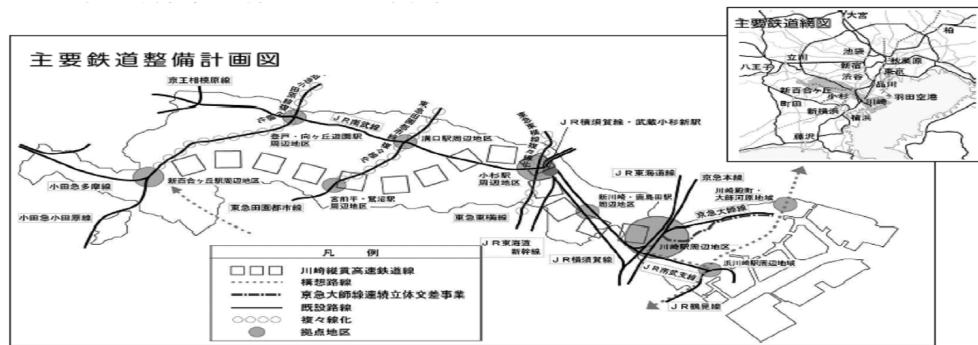 主要鉄道整備計画図
京王相模原線
JR南武線
登戸・向ヶ丘遊園駅
周辺地区
溝口駅周辺地区
JR横須賀線・武蔵小杉新駅
小杉駅
周辺地区
JR東海道線
京急本線
川崎殿町・
大師河原地域
新川崎・鹿島田駅
周辺地区
京急大師線
小田急多摩線
新百合ヶ丘駅周辺地区
宮前平・鷺沼駅
周辺地区
東急田園都市線
東急東横線
小田急小田原線
JR東海道
新幹線
川崎駅周辺地区
JR横須賀線
JR南武支線
浜川崎駅周辺地域
JR鶴見線
凡例
川崎縦貫高速鉄道線
構想路線
京急大師線連続立体交差事業
既設路線
複々線化
拠点地区
主要鉄道網図
大宮
柏
池袋
立川
新宿
秋葉原
八王子
渋谷
東京
品川
新百合ヶ丘
小杉
川崎
羽田空港
町田
新横浜
横浜
藤沢